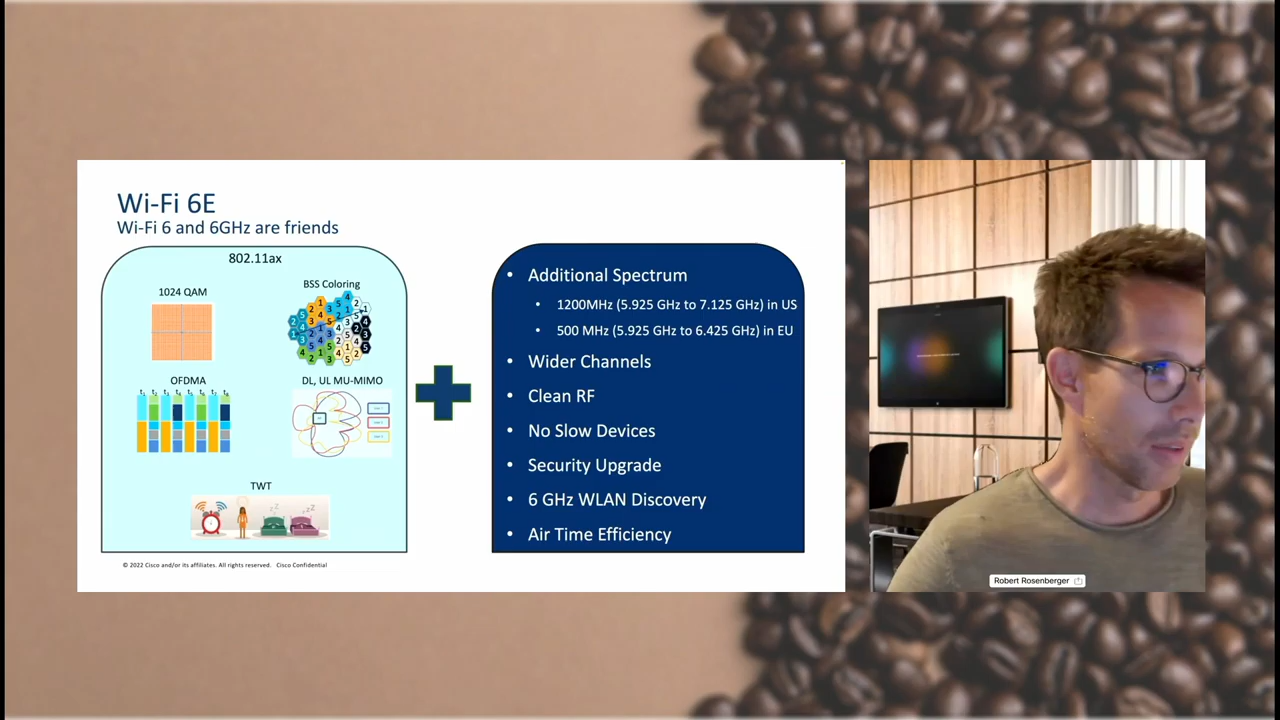 Wi-Fi 6E
Wi-Fi 6 and 6GHz are friends
802.11ax
1024 QAM
BSS Coloring
OFDMA
DL, UL MU-MIMO
TWT
• Additional Spectrum
• 1200MHz (5.925 GHz to 7.125 GHz) in US
• 500 MHz (5.925 GHz to 6.425 GHz) in EU
• Wider Channels
• Clean RF
• No Slow Devices
• Security Upgrade
• 6 GHz WLAN Discovery
• Air Time Efficiency
© 2022 Cisco and/or its affiliates. All rights reserved. Cisco Confidential
Robert Rosenberger